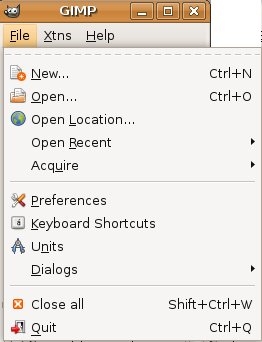 GIMP
File Xtns Help
New... Ctrl+N
Open... Ctrl+O
Open Location...
Open Recent
Acquire
Preferences
Keyboard Shortcuts
Units
Dialogs
Close all Shift+Ctrl+W
Quit Ctrl+Q